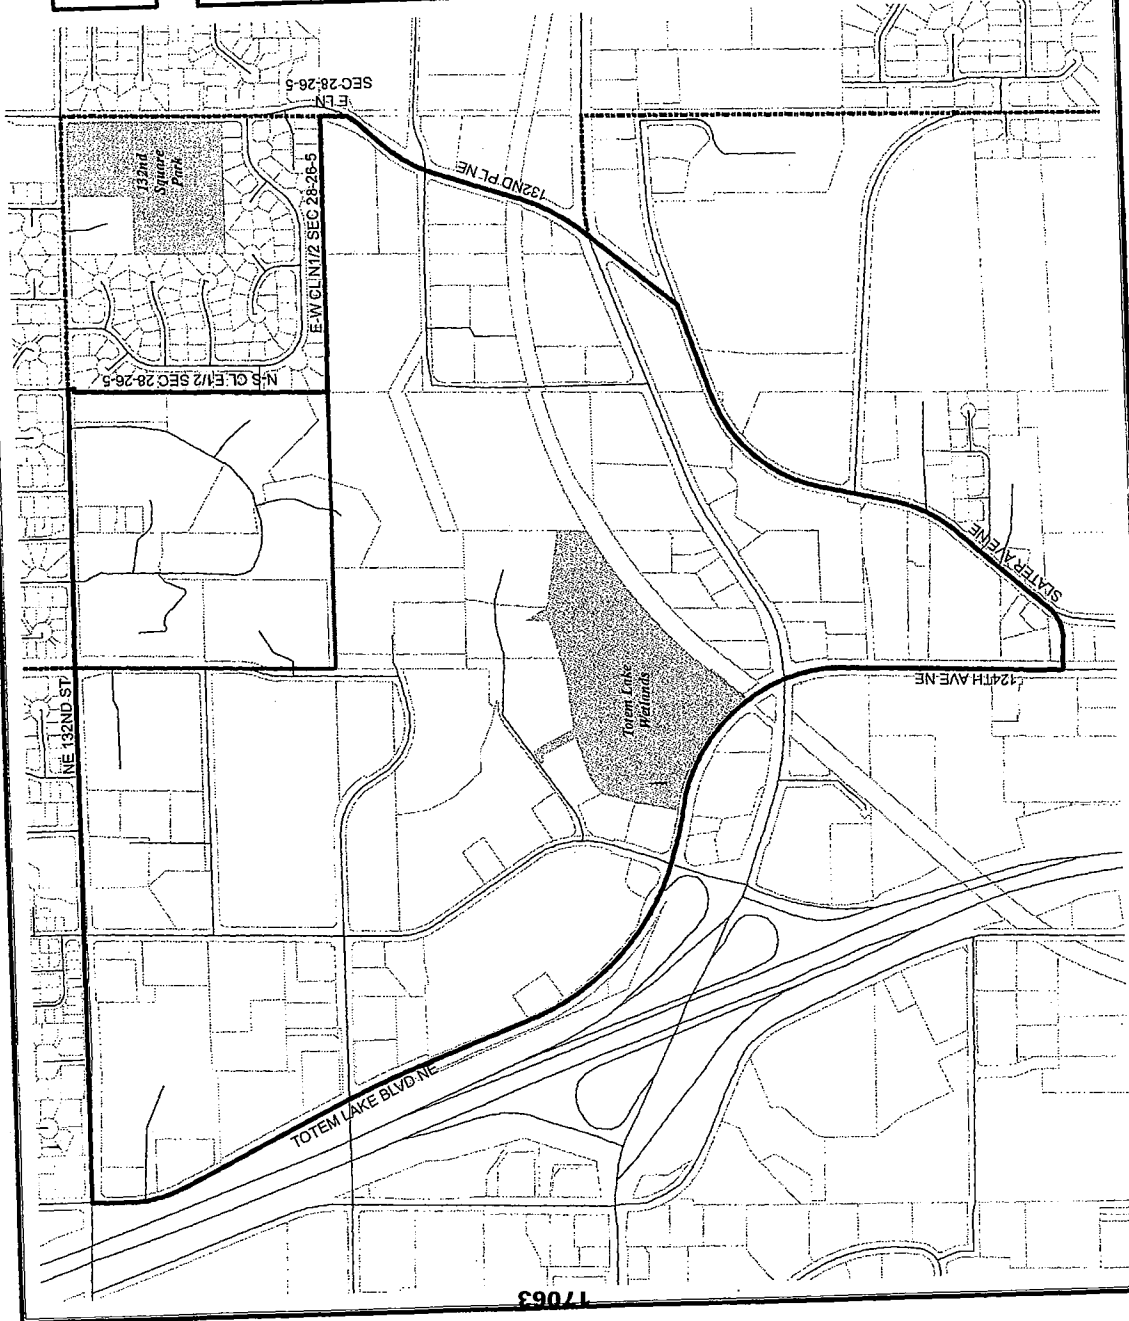 SEC 28-26-5
E LN
132nd
Square
Park
E-W CL N1/2 SEC 28-26-5
N-S CL E1/2 SEC 28-26-5
132ND PL NE
NE 132ND ST
Totem Lake
Wetlands
SLATER AVE NE
124TH AVE NE
TOTEM LAKE BLVD NE
17063